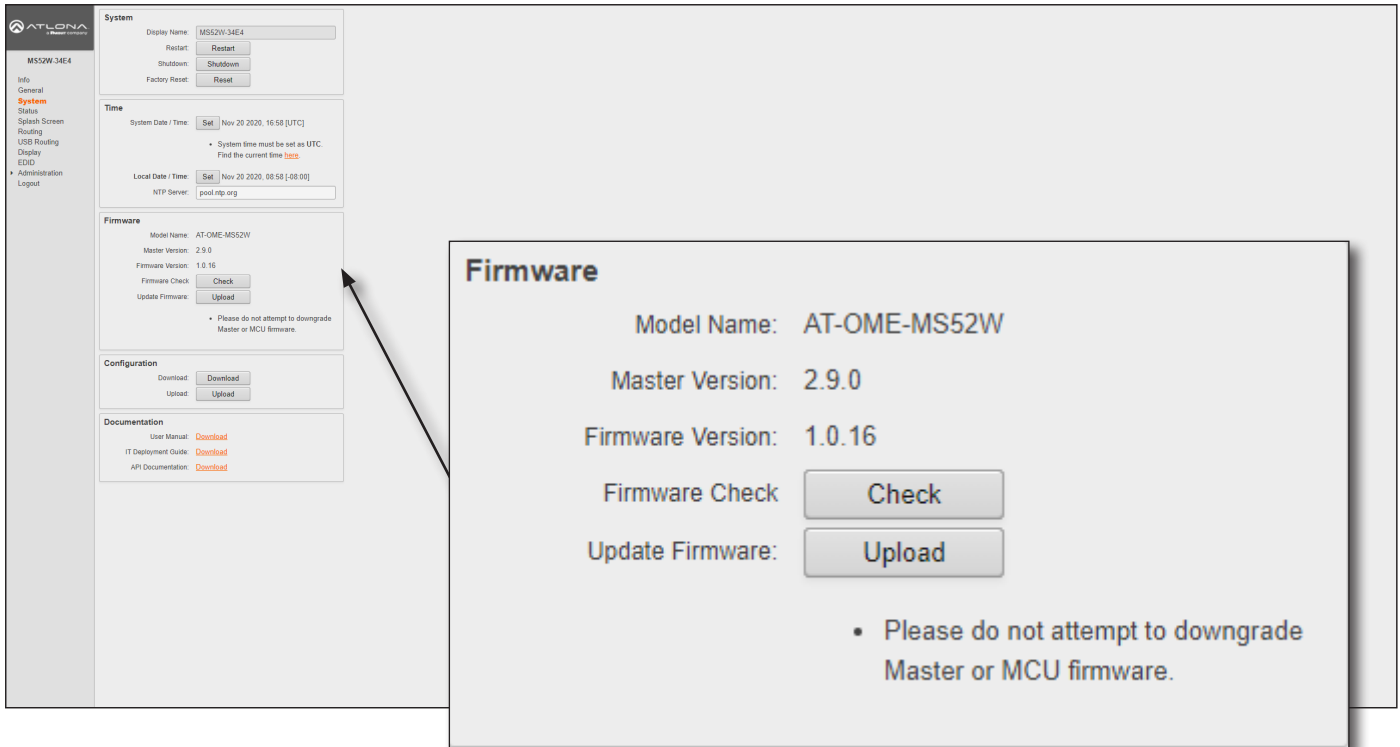 ATLONA
a Panduit company
MS52W-34E4
Info
General
System
Status
Splash Screen
Routing
USB Routing
Display
EDID
Administration
Logout
System
Display Name: MS52W-34E4
Restart: Restart
Shutdown: Shutdown
Factory Reset: Reset
Time
System Date / Time: Set Nov 20 2020, 16:58 [UTC]
• System time must be set as UTC.
Find the current time here.
Local Date / Time: Set Nov 20 2020, 08:58 [-08:00]
NTP Server: pool.ntp.org
Firmware
Model Name: AT-OME-MS52W
Master Version: 2.9.0
Firmware Version: 1.0.16
Firmware Check Check
Update Firmware: Upload
• Please do not attempt to downgrade
Master or MCU firmware.
Configuration
Download: Download
Upload: Upload
Documentation
User Manual: Download
IT Deployment Guide: Download
API Documentation: Download
Firmware
Model Name: AT-OME-MS52W
Master Version: 2.9.0
Firmware Version: 1.0.16
Firmware Check Check
Update Firmware: Upload
• Please do not attempt to downgrade
Master or MCU firmware.